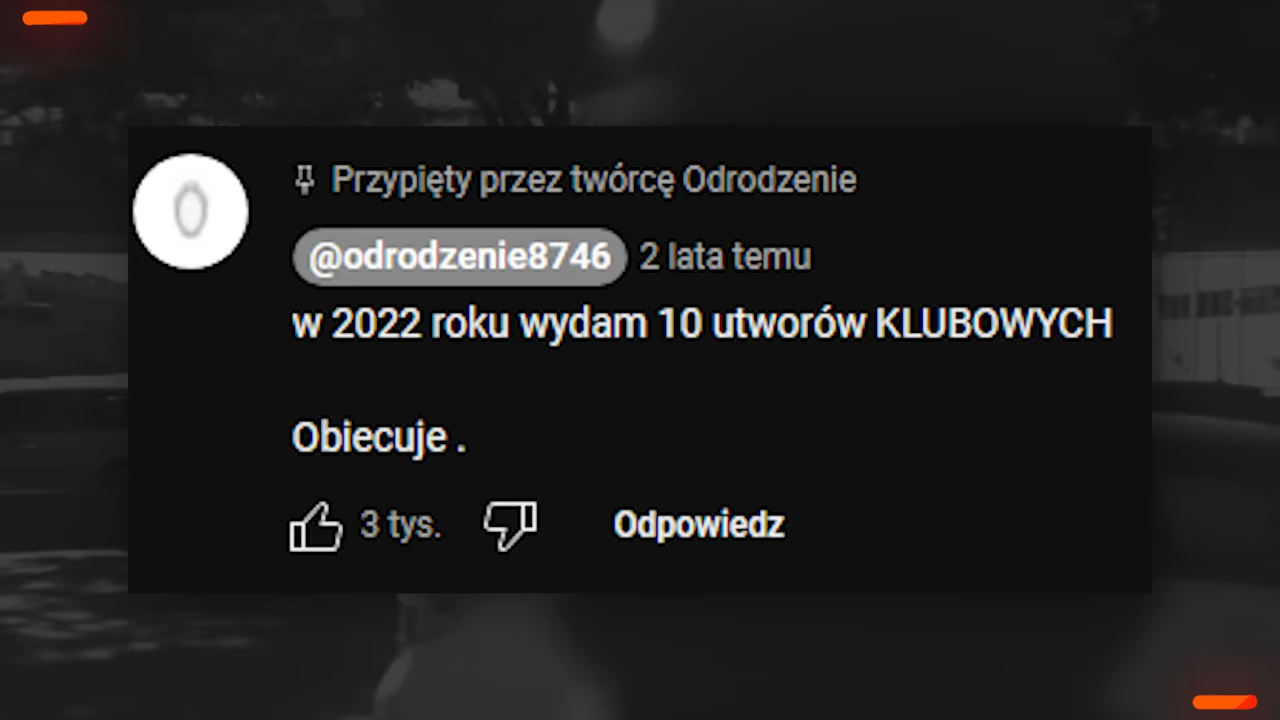 Przypięty przez twórcę Odrodzenie
@odrodzenie8746 2 lata temu
w 2022 roku wydam 10 utworów KLUBOWYCH
Obiecuje .
3 tys. Odpowiedz